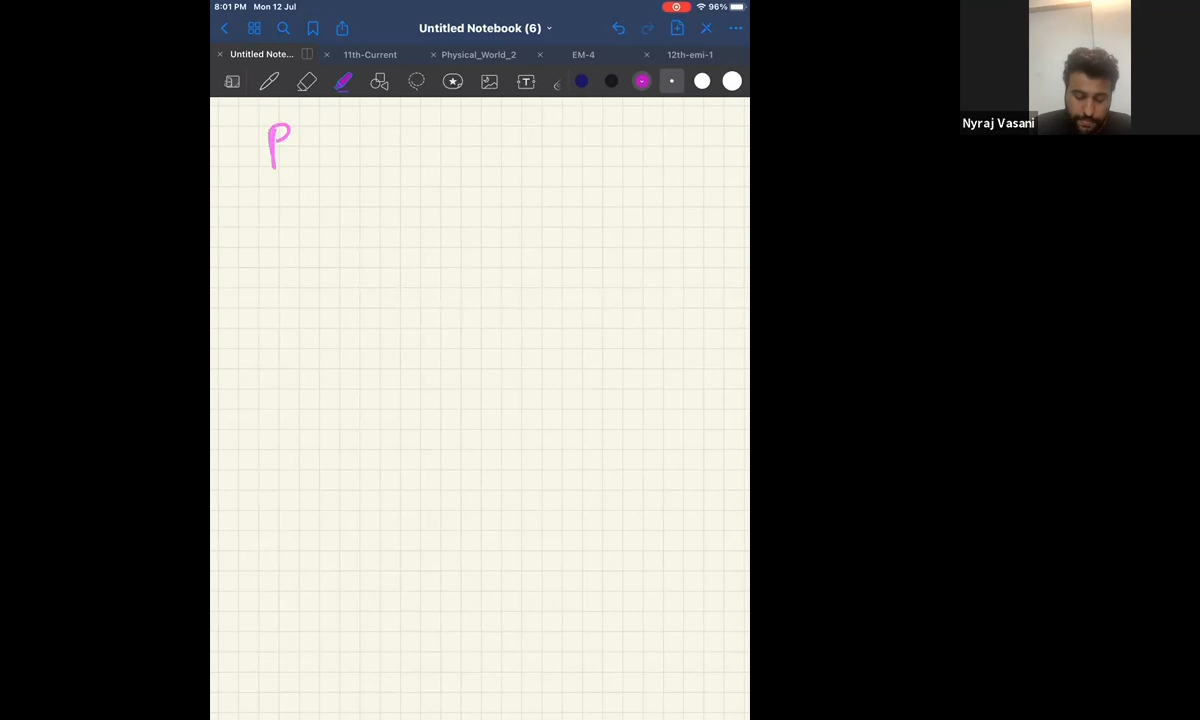 8:01 PM Mon 12 Jul
96%
Untitled Notebook (6)
Untitled Note...
11th-Current
Physical_World_2
EM-4
12th-emi-1
T
P
Nyraj Vasani